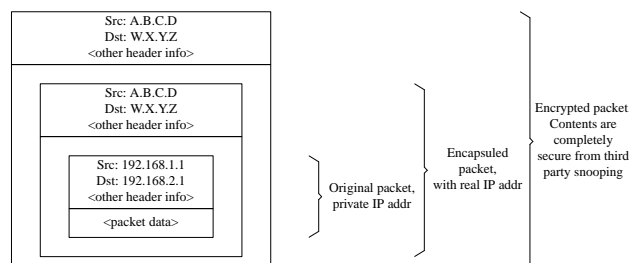 Src: A.B.C.D
Dst: W.X.Y.Z
<other header info>
Src: A.B.C.D
Dst: W.X.Y.Z
<other header info>
Src: 192.168.1.1
Dst: 192.168.2.1
<other header info>
<packet data>
Original packet,
private IP addr
Encapsuled
packet,
with real IP addr
Encrypted packet
Contents are
completely
secure from third
party snooping